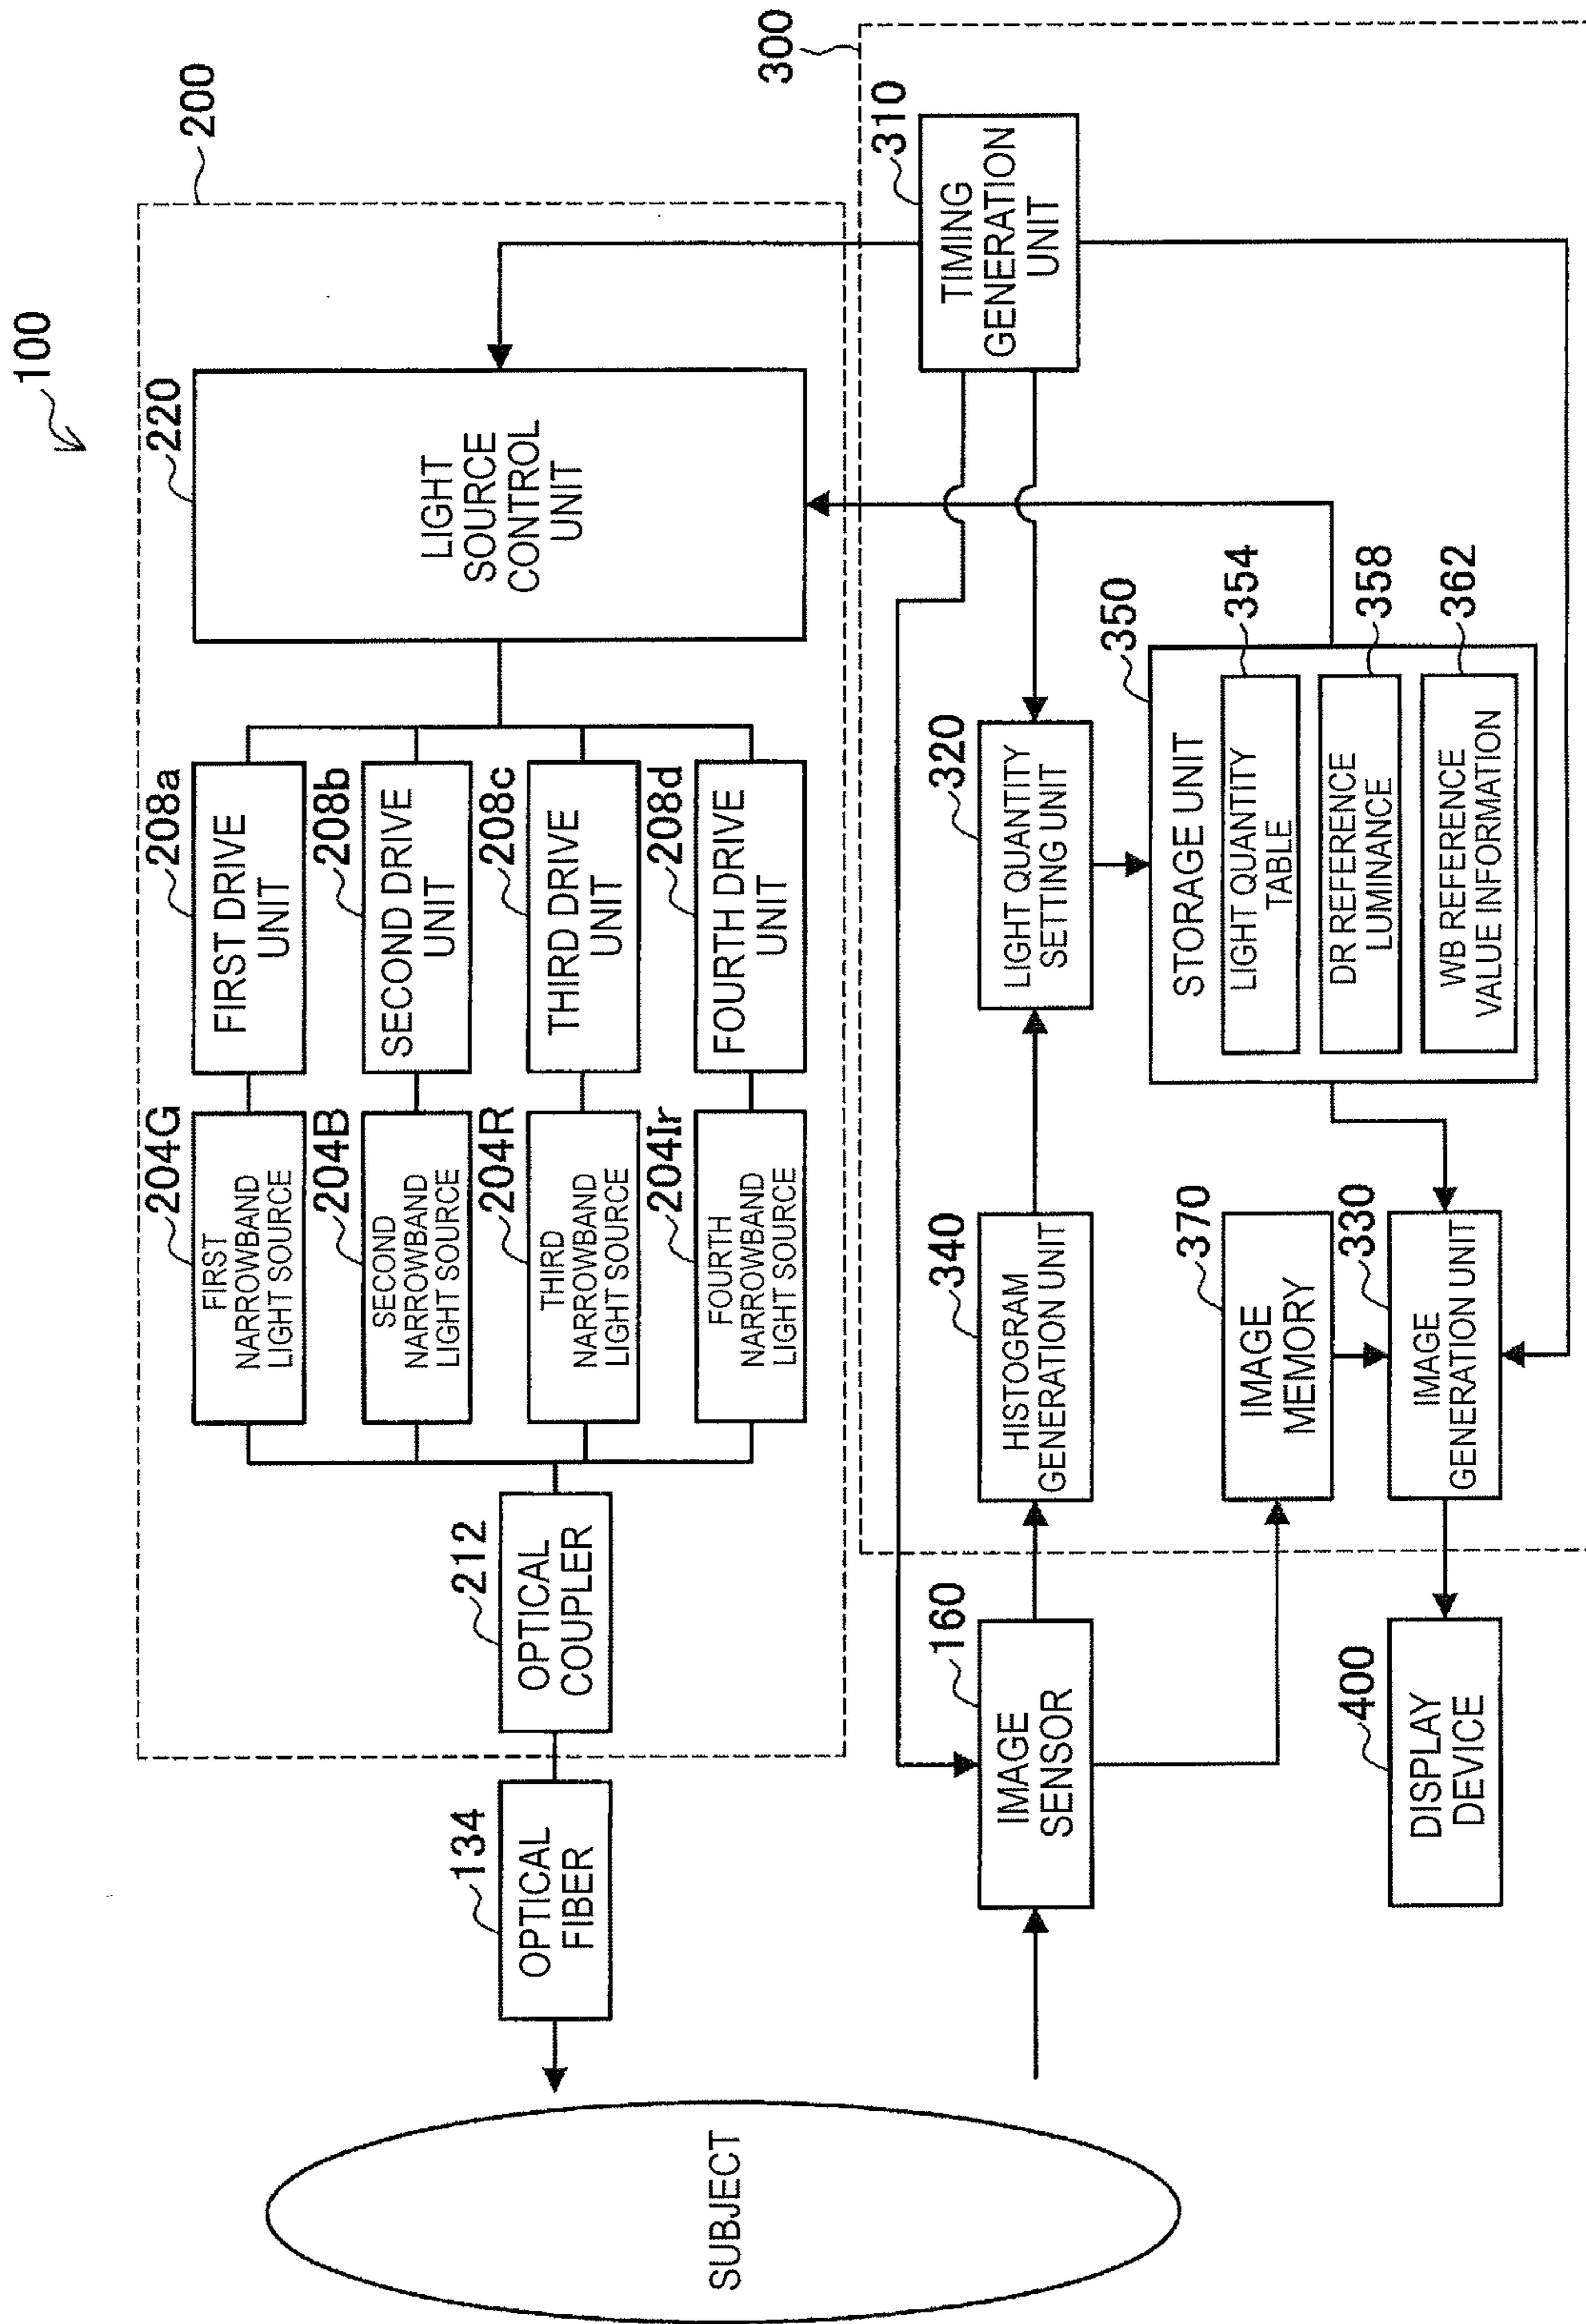 100
200
134
OPTICAL
FIBER
212
OPTICAL
COUPLER
204G
FIRST
NARROWBAND
LIGHT SOURCE
204B
SECOND
NARROWBAND
LIGHT SOURCE
204R
THIRD
NARROWBAND
LIGHT SOURCE
204Ir
FOURTH
NARROWBAND
LIGHT SOURCE
208a
FIRST DRIVE
UNIT
208b
SECOND DRIVE
UNIT
208c
THIRD DRIVE
UNIT
208d
FOURTH DRIVE
UNIT
220
LIGHT
SOURCE
CONTROL
UNIT
SUBJECT
300
160
IMAGE
SENSOR
340
HISTOGRAM
GENERATION UNIT
320
LIGHT QUANTITY
SETTING UNIT
310
TIMING
GENERATION
UNIT
350
STORAGE UNIT
354
LIGHT QUANTITY
TABLE
358
DR REFERENCE
LUMINANCE
362
WB REFERENCE
VALUE INFORMATION
370
IMAGE
MEMORY
330
IMAGE
GENERATION UNIT
400
DISPLAY
DEVICE